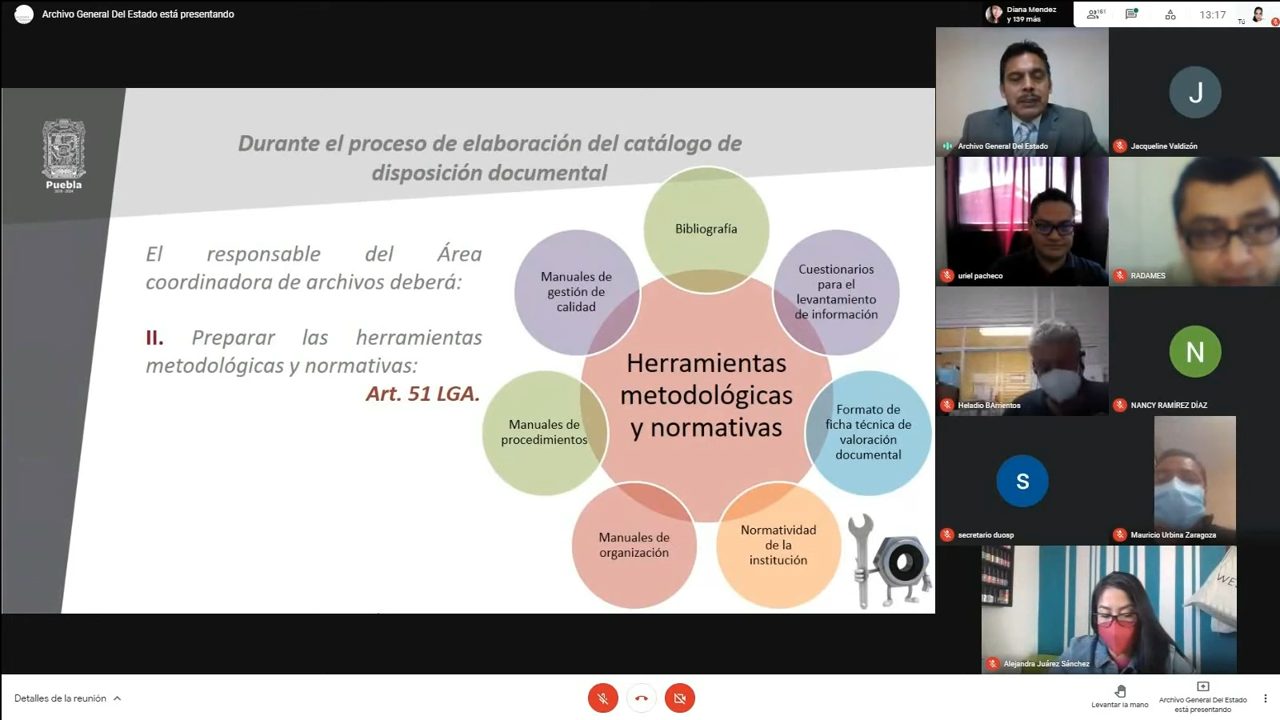 Archivo General Del Estado está presentando
Diana Mendez
y 139 más
161
13:17
Tú
Puebla
Durante el proceso de elaboración del catálogo de
disposición documental
El responsable del Área
coordinadora de archivos deberá:
II. Preparar las herramientas
metodológicas y normativas:
Art. 51 LGA.
Bibliografía
Cuestionarios
para el
levantamiento
de información
Formato de
ficha técnica de
valoración
documental
Normatividad
de la
institución
Manuales de
organización
Manuales de
procedimientos
Manuales de
gestión de
calidad
Herramientas
metodológicas
y normativas
Archivo General Del Estado
J
Jacqueline Valdizón
uriel pacheco
RADAMES
Heladio BArrientos
N
NANCY RAMÍREZ DÍAZ
S
secretario duosp
Mauricio Urbina Zaragoza
Alejandra Juárez Sánchez
Detalles de la reunión
Levantar la mano
Archivo General Del Estado
está presentando